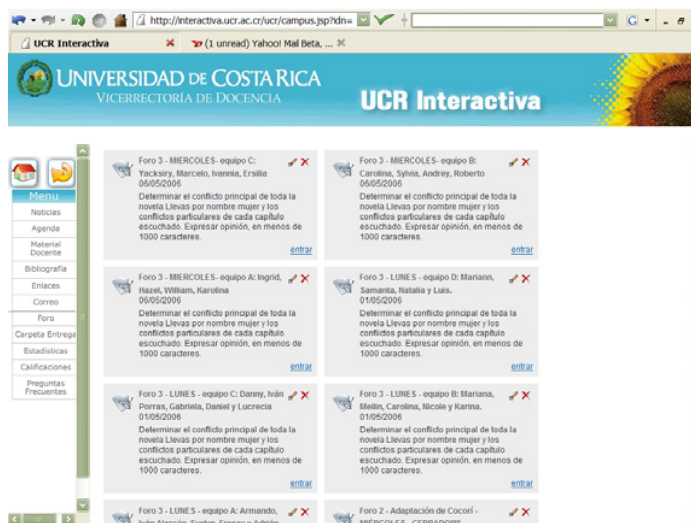 http://interactiva.ucr.ac.cr/ucr/campus.jsp?idn=
UCR Interactiva
(1 unread) Yahoo! Mail Beta, ...
UNIVERSIDAD DE COSTA RICA
VICERRECTORÍA DE DOCENCIA
UCR Interactiva
Menu
Noticias
Agenda
Material
Docente
Bibliografía
Enlaces
Correo
Foro
Carpeta Entrega
Estadísticas
Calificaciones
Preguntas
Frecuentes
Foro 3 - MIERCOLES- equipo C:
Yacksiry, Marcelo, Ivannia, Ersilia
06/05/2006
Determinar el conflicto principal de toda la
novela Llevas por nombre mujer y los
conflictos particulares de cada capítulo
escuchado. Expresar opinión, en menos de
1000 caracteres.
entrar
Foro 3 - MIERCOLES- equipo B:
Carolina, Sylvia, Andrey, Roberto
06/05/2006
Determinar el conflicto principal de toda la
novela Llevas por nombre mujer y los
conflictos particulares de cada capítulo
escuchado. Expresar opinión, en menos de
1000 caracteres.
entrar
Foro 3 - MIERCOLES- equipo A: Ingrid,
Hazel, William, Karolina
06/05/2006
Determinar el conflicto principal de toda la
novela Llevas por nombre mujer y los
conflictos particulares de cada capítulo
escuchado. Expresar opinión, en menos de
1000 caracteres.
entrar
Foro 3 - LUNES - equipo D: Mariann,
Samanta, Natalia y Luis.
01/05/2006
Determinar el conflicto principal de toda la
novela Llevas por nombre mujer y los
conflictos particulares de cada capítulo
escuchado. Expresar opinión, en menos de
1000 caracteres.
entrar
Foro 3 - LUNES - equipo C: Danny, Iván
Porras, Gabriela, Daniel y Lucrecia
01/05/2006
Determinar el conflicto principal de toda la
novela Llevas por nombre mujer y los
conflictos particulares de cada capítulo
escuchado. Expresar opinión, en menos de
1000 caracteres.
entrar
Foro 3 - LUNES - equipo B: Mariana,
Meilin, Carolina, Nicole y Karina.
01/05/2006
Determinar el conflicto principal de toda la
novela Llevas por nombre mujer y los
conflictos particulares de cada capítulo
escuchado. Expresar opinión, en menos de
1000 caracteres.
entrar
Foro 3 - LUNES - equipo A: Armando,
Foro 2 - Adaptación de Cocorí -